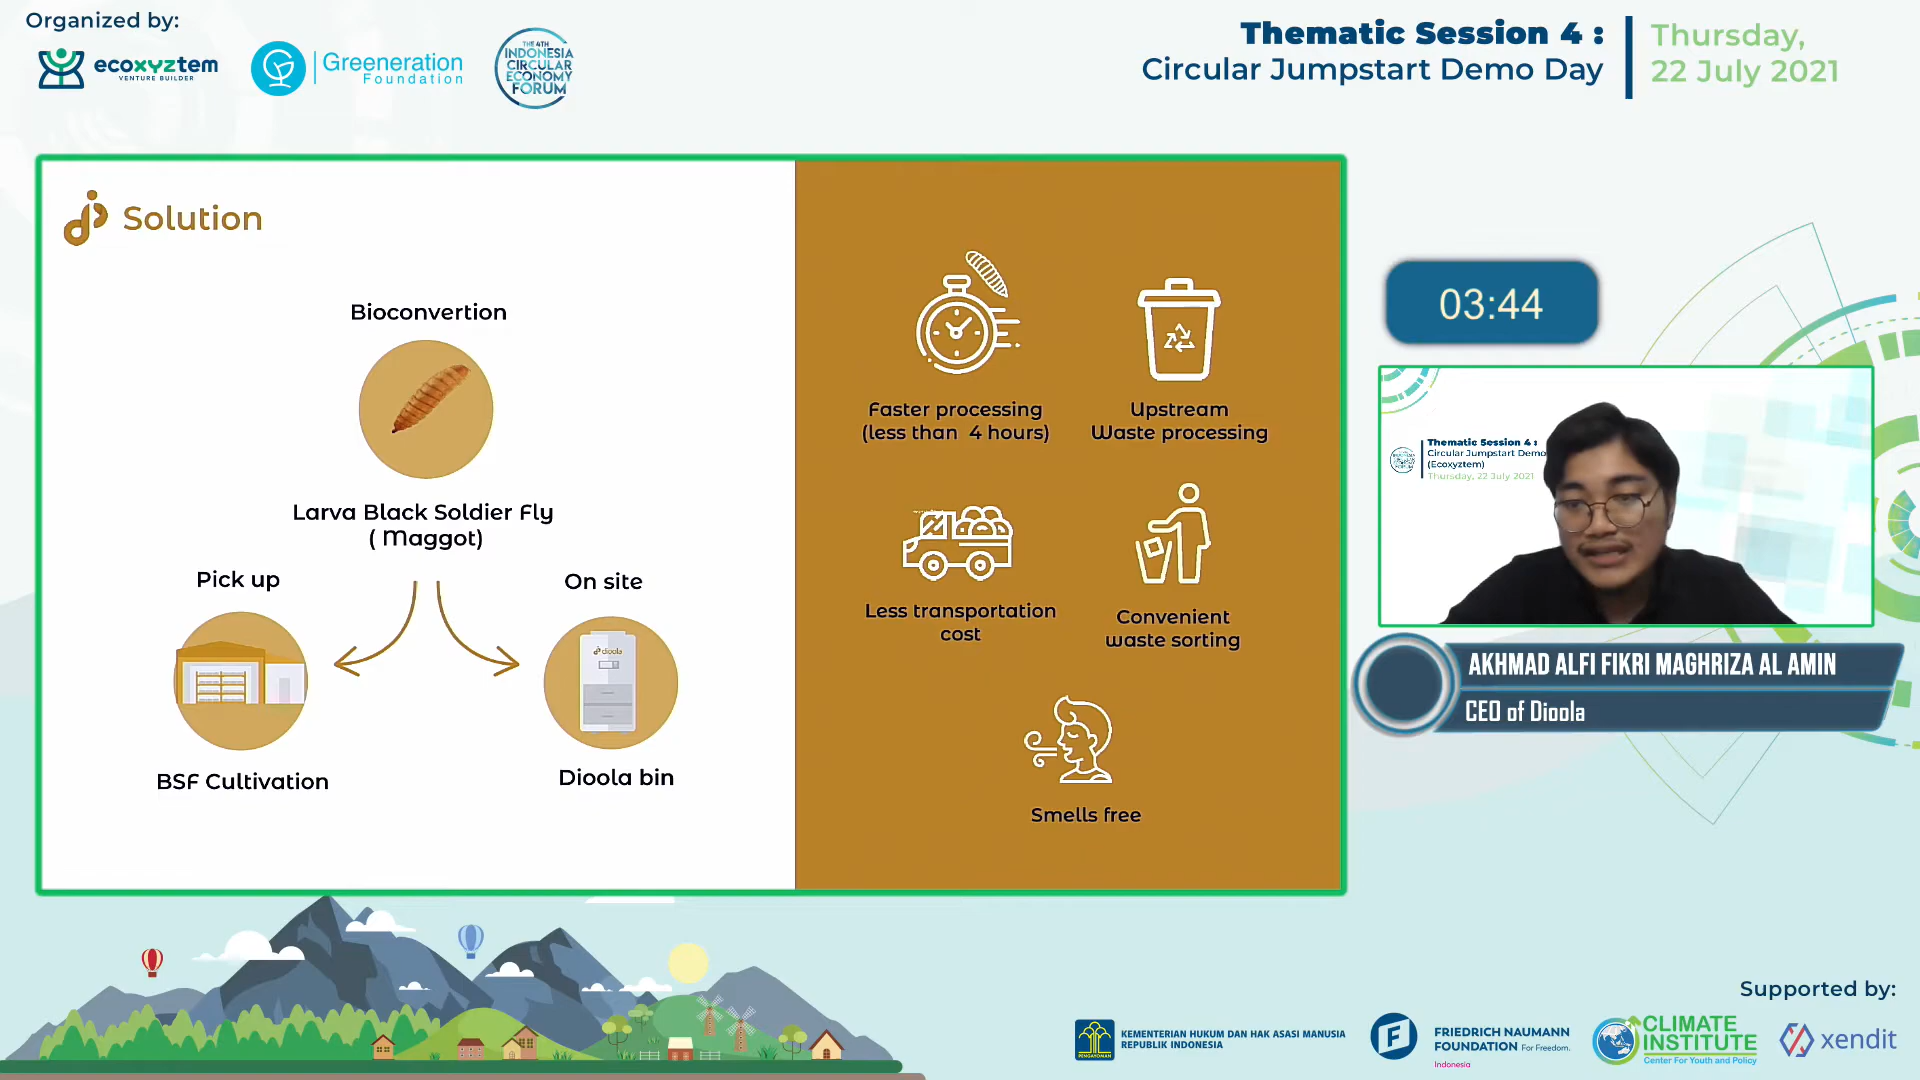 Organized by:
ecoxyztem
VENTURE BUILDER
Greeneration
Foundation
THE 4TH
INDONESIA
CIRCULAR
ECONOMY
FORUM
Thematic Session 4 :
Circular Jumpstart Demo Day
Thursday,
22 July 2021
Solution
Bioconvertion
Larva Black Soldier Fly
( Maggot)
Pick up
On site
dioola
BSF Cultivation
Dioola bin
Faster processing
(less than 4 hours)
Upstream
Waste processing
Less transportation
cost
Convenient
waste sorting
Smells free
03:44
Thematic Session 4 :
Circular Jumpstart Demo
(Ecoxyztem)
Thursday, 22 July 2021
AKHMAD ALFI FIKRI MAGHRIZA AL AMIN
CEO of Dioola
Supported by:
PENGAYOMAN
KEMENTERIAN HUKUM DAN HAK ASASI MANUSIA
REPUBLIK INDONESIA
FRIEDRICH NAUMANN
FOUNDATION For Freedom.
Indonesia
CLIMATE
INSTITUTE
Center For Youth and Policy
xendit